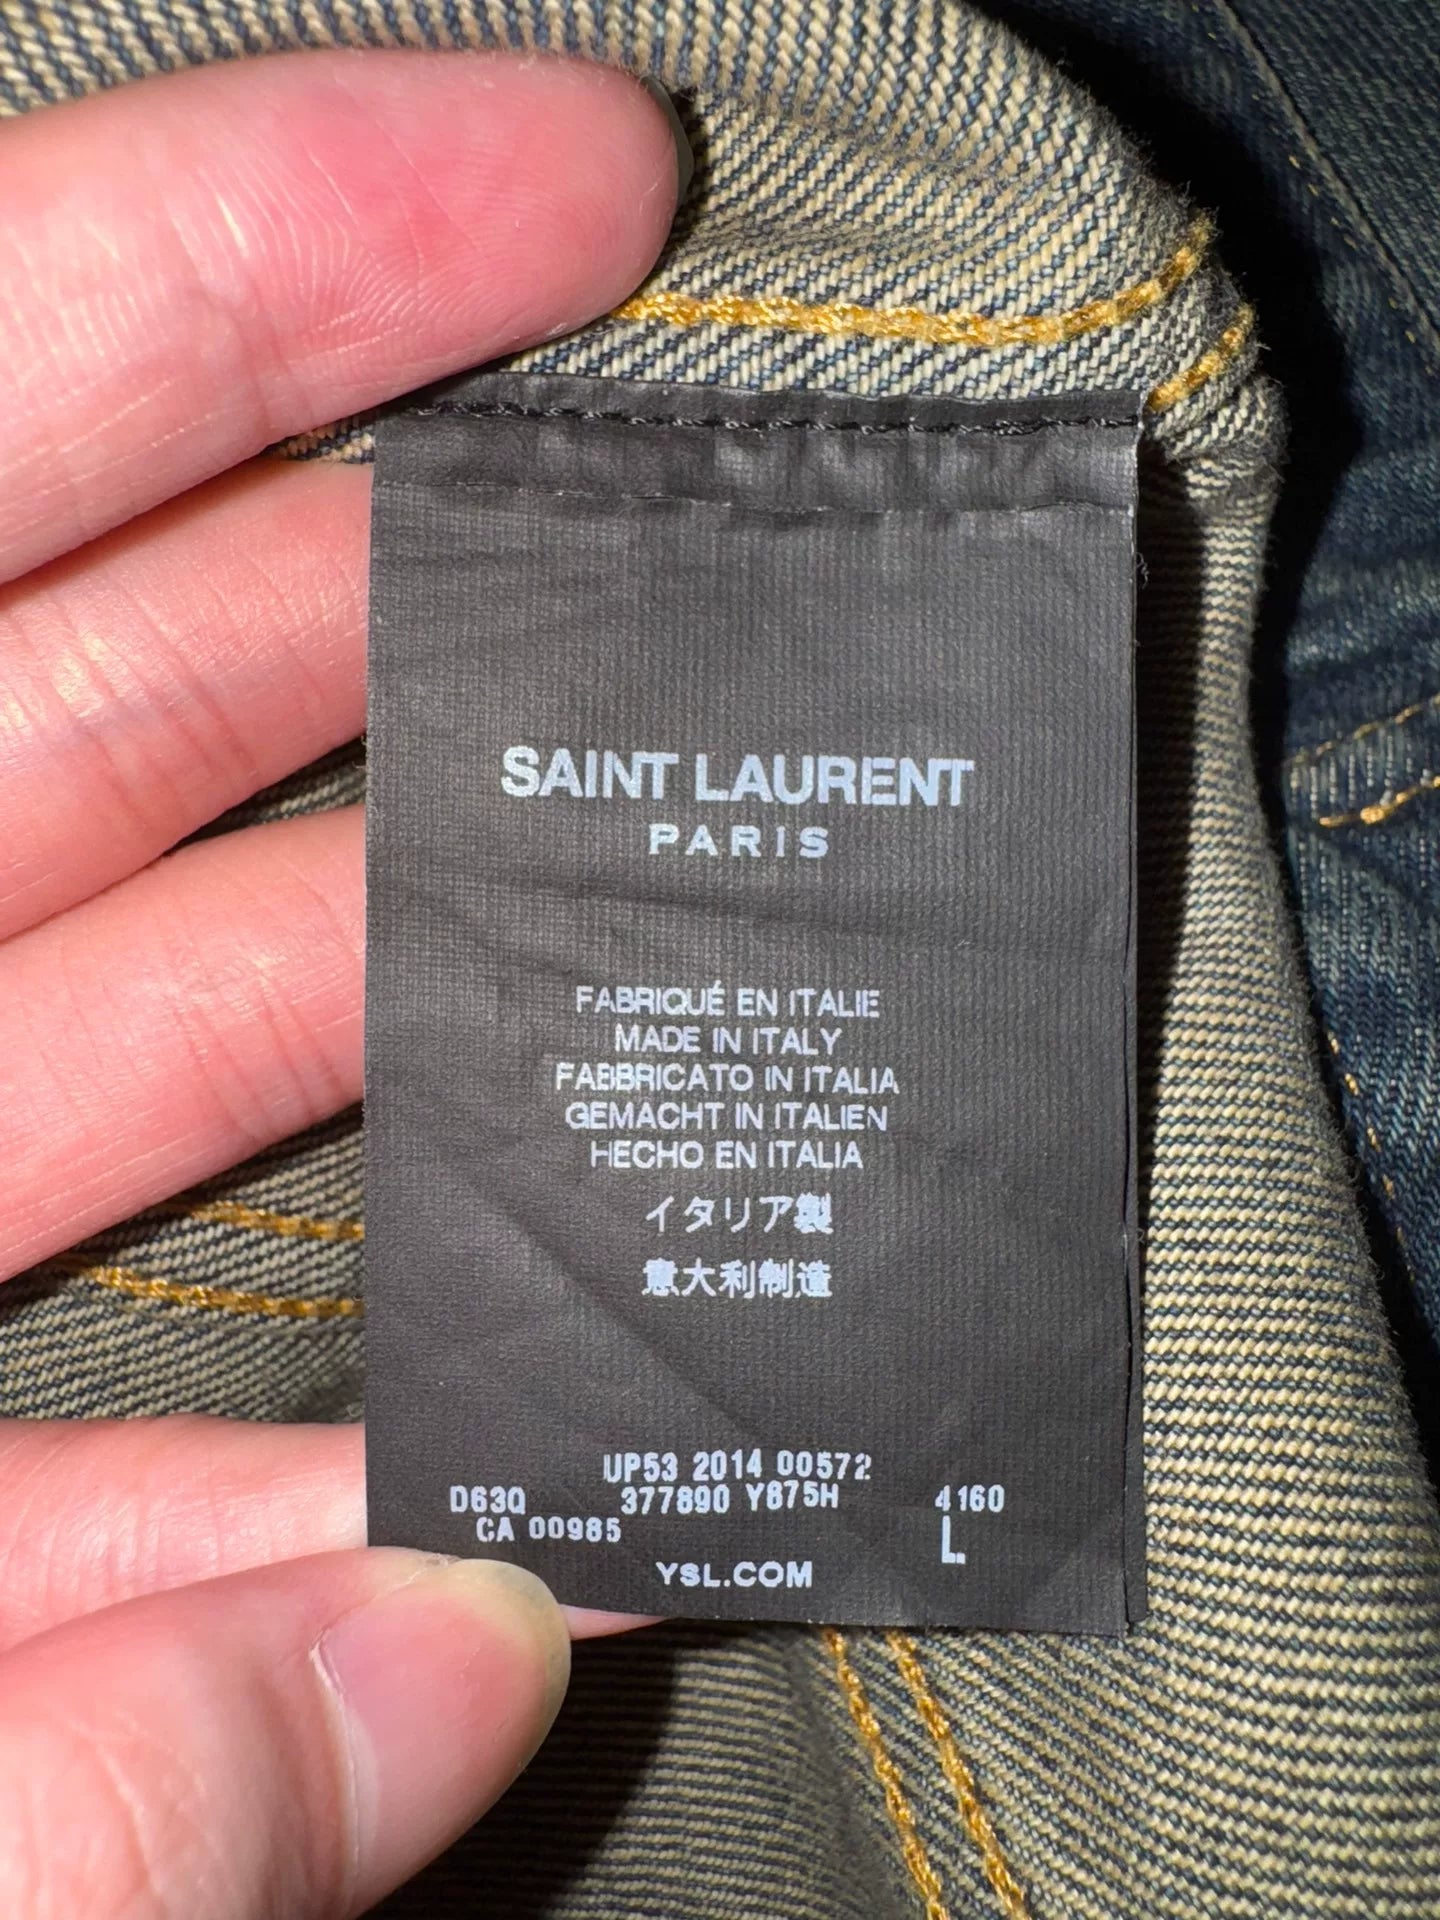 SAINT LAURENT
PARIS
FABRIQUÉ EN ITALIE
MADE IN ITALY
FABBRICATO IN ITALIA
GEMACHT IN ITALIEN
HECHO EN ITALIA
イタリア製
意大利制造
UP53 2014 00572
D63Q 377890 Y875H 4160
CA 00985 L
YSL.COM